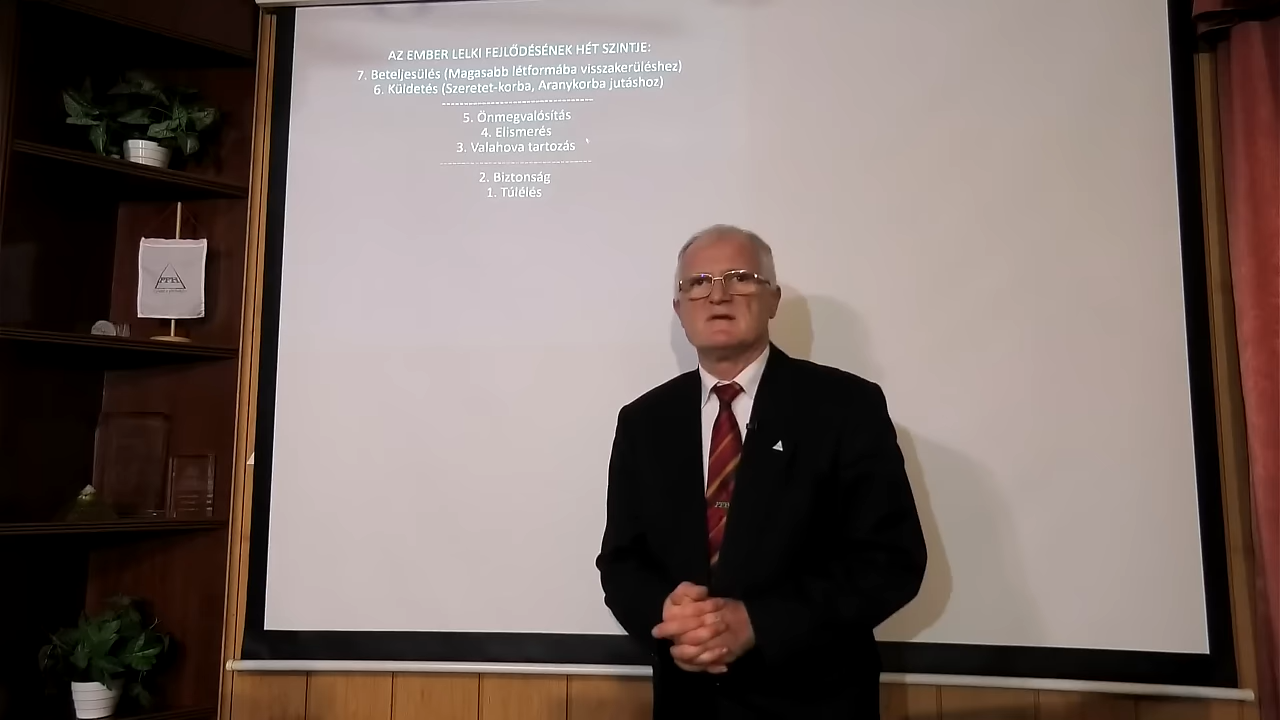 AZ EMBER LELKI FEJLŐDÉSÉNEK HÉT SZINTJE:
7. Beteljesülés (Magasabb létformába visszakerüléshez)
6. Küldetés (Szeretet-korba, Aranykorba jutáshoz)
-----------------------------------
5. Önmegvalósítás
4. Elismerés
3. Valahova tartozás
-----------------------------------
2. Biztonság
1. Túlélés